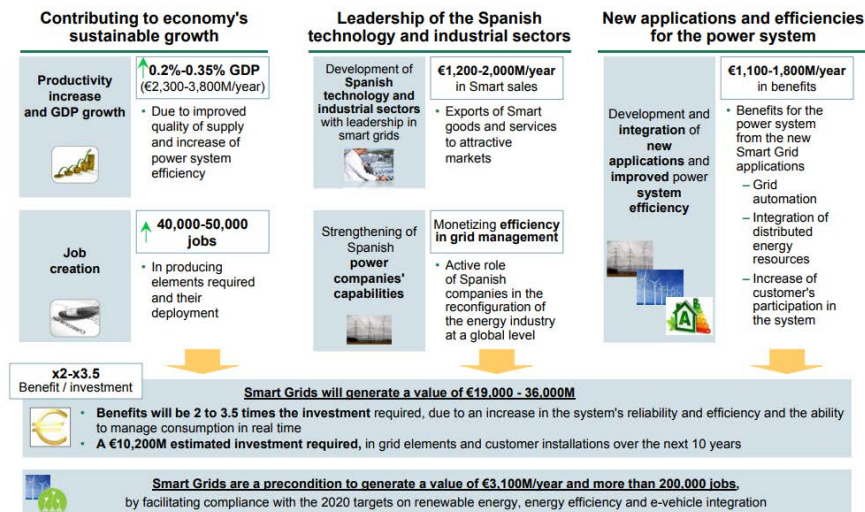 Contributing to economy's
sustainable growth
Productivity
increase
and GDP growth
0.2%-0.35% GDP
(€2,300-3,800M/year)
• Due to improved
quality of supply
and increase of
power system
efficiency
Job
creation
40,000-50,000
jobs
• In producing
elements required
and their
deployment
Leadership of the Spanish
technology and industrial sectors
Development of
Spanish
technology and
industrial sectors
with leadership in
smart grids
€1,200-2,000M/year
in Smart sales
• Exports of Smart
goods and services
to attractive
markets
Strengthening of
Spanish
power
companies'
capabilities
Monetizing efficiency
in grid management
• Active role
of Spanish
companies in the
reconfiguration of
the energy industry
at a global level
New applications and efficiencies
for the power system
Development and
integration of
new
applications and
improved power
system
efficiency
A
€1,100-1,800M/year
in benefits
• Benefits for the
power system
from the new
Smart Grid
applications
– Grid
automation
– Integration of
distributed
energy
resources
– Increase of
customer's
participation in
the system
x2-x3.5
Benefit / investment
Smart Grids will generate a value of €19,000 - 36,000M
• Benefits will be 2 to 3.5 times the investment required, due to an increase in the system's reliability and efficiency and the ability
to manage consumption in real time
• A €10,200M estimated investment required, in grid elements and customer installations over the next 10 years
Smart Grids are a precondition to generate a value of €3,100M/year and more than 200,000 jobs,
by facilitating compliance with the 2020 targets on renewable energy, energy efficiency and e-vehicle integration